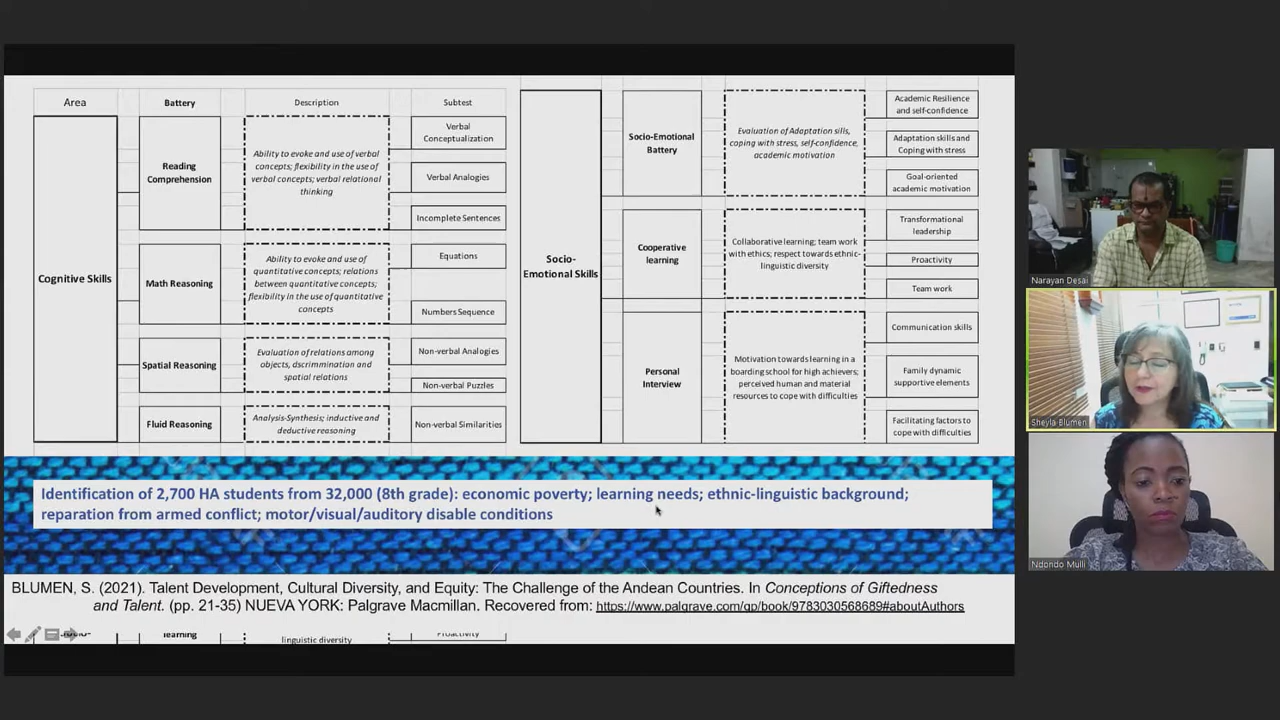 Area
Battery
Description
Subtest
Cognitive Skills
Reading
Comprehension
Ability to evoke and use of verbal
concepts; flexibility in the use of
verbal concepts; verbal relational
thinking
Verbal
Conceptualization
Verbal Analogies
Incomplete Sentences
Math Reasoning
Ability to evoke and use of
quantitative concepts; relations
between quantitative concepts;
flexibility in the use of quantitative
concepts
Equations
Numbers Sequence
Spatial Reasoning
Evaluation of relations among
objects, dscrimination and
spatial relations
Non-verbal Analogies
Non-verbal Puzzles
Fluid Reasoning
Analysis-Synthesis; inductive and
deductive reasoning
Non-verbal Similarities
Socio-
Emotional Skills
Socio-Emotional
Battery
Evaluation of Adaptation sills,
coping with stress, self-confidence,
academic motivation
Academic Resilience
and self-confidence
Adaptation skills and
Coping with stress
Goal-oriented
academic motivation
Cooperative
learning
Collaborative learning; team work
with ethics; respect towards ethnic-
linguistic diversity
Transformational
leadership
Proactivity
Team work
Personal
Interview
Motivation towards learning in a
boarding school for high achievers;
perceived human and material
resources to cope with difficulties
Communication skills
Family dynamic
supportive elements
Facilitating factors to
cope with difficulties
Identification of 2,700 HA students from 32,000 (8th grade): economic poverty; learning needs; ethnic-linguistic background;
reparation from armed conflict; motor/visual/auditory disable conditions
BLUMEN, S. (2021). Talent Development, Cultural Diversity, and Equity: The Challenge of the Andean Countries. In Conceptions of Giftedness
and Talent. (pp. 21-35) NUEVA YORK: Palgrave Macmillan. Recovered from: https://www.palgrave.com/gp/book/9783030568689#aboutAuthors
learning
linguistic diversity
Proactivity
Narayan Desai
Sheyla Blumen
Ndondo Mulli